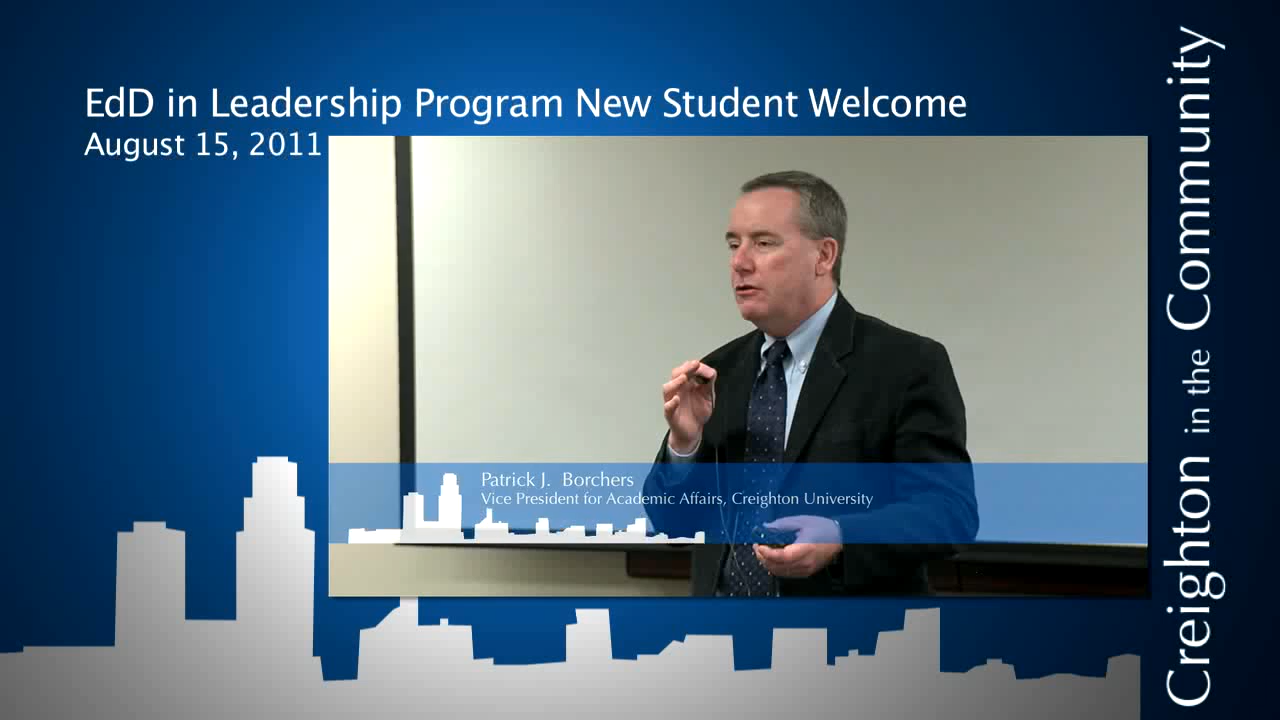 EdD in Leadership Program New Student Welcome
August 15, 2011
Patrick J. Borchers
Vice President for Academic Affairs, Creighton University
Creighton in the Community